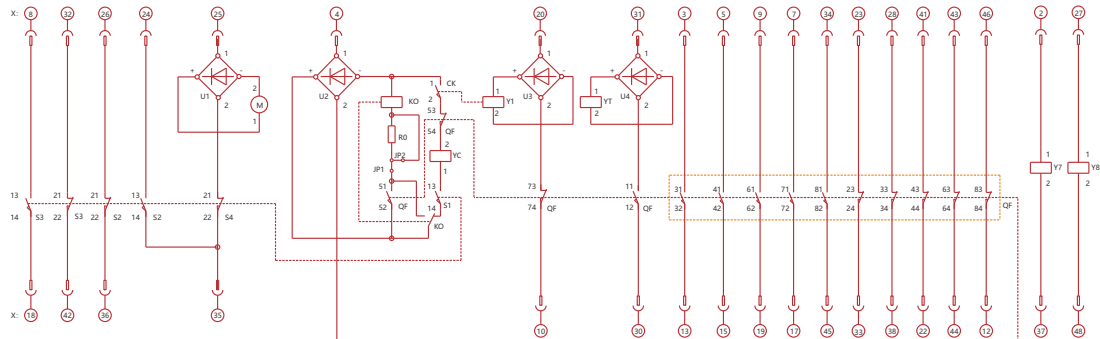 X: 8 32 26 24 25 4 20 31 3 5 9 7 34 23 28 41 43 46 2 27
1 1 1 1
+ - + - + - + -
U1 U2 U3 U4
2 2 2 2
2 M 1
1 CK
2 S3
KO
54 QF
R0
2 YC
JP2
JP1
1
1 Y1
2
1 YT
2
1 Y7
2
1 Y8
2
13 21 21 13 21
14 S3 22 S3 22 S2 14 S2 22 S4
51 13
52 QF 14 S1
KO
73 11
74 QF 12 QF
31 41 61 71 81 23 33 43 63 83
32 42 62 72 82 24 34 44 64 84 QF
X: 18 42 36 35
10 30 13 15 19 17 45 33 38 22 44 12 37 48